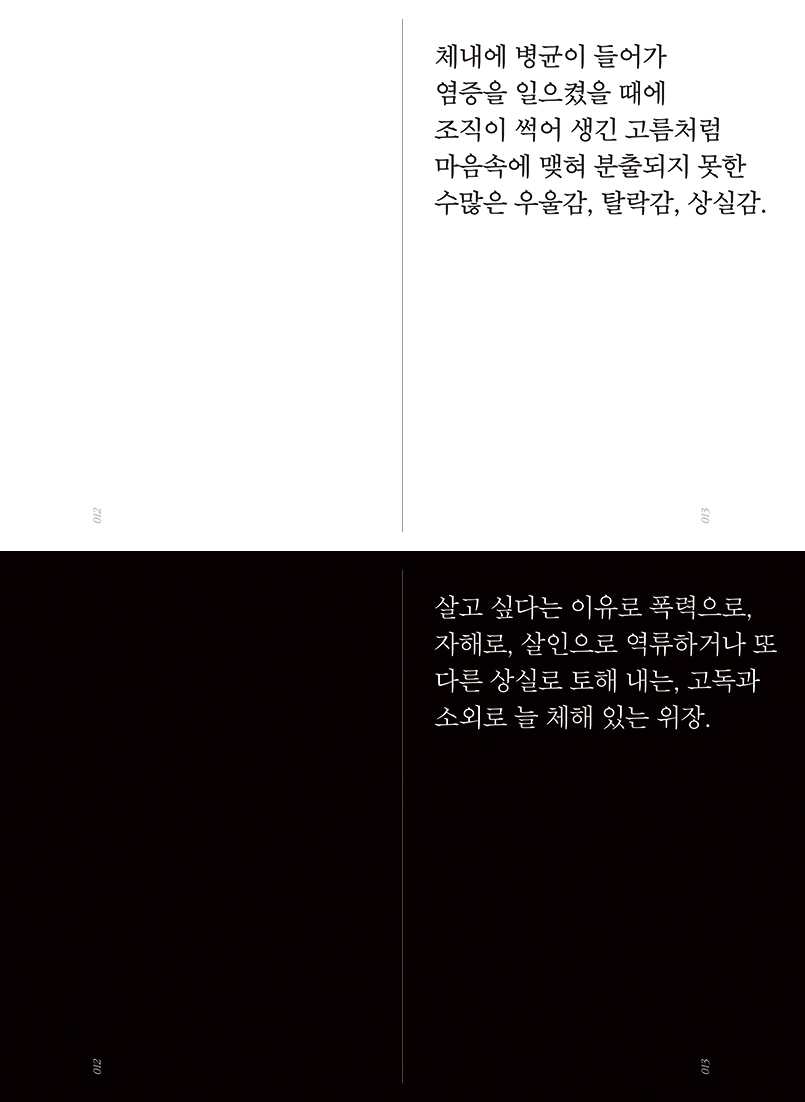 체내에 병균이 들어가
염증을 일으켰을 때에
조직이 썩어 생긴 고름처럼
마음속에 맺혀 분출되지 못한
수많은 우울감, 탈락감, 상실감.
012
013
살고 싶다는 이유로 폭력으로,
자해로, 살인으로 역류하거나 또
다른 상실로 토해 내는, 고독과
소외로 늘 체해 있는 위장.
012
013